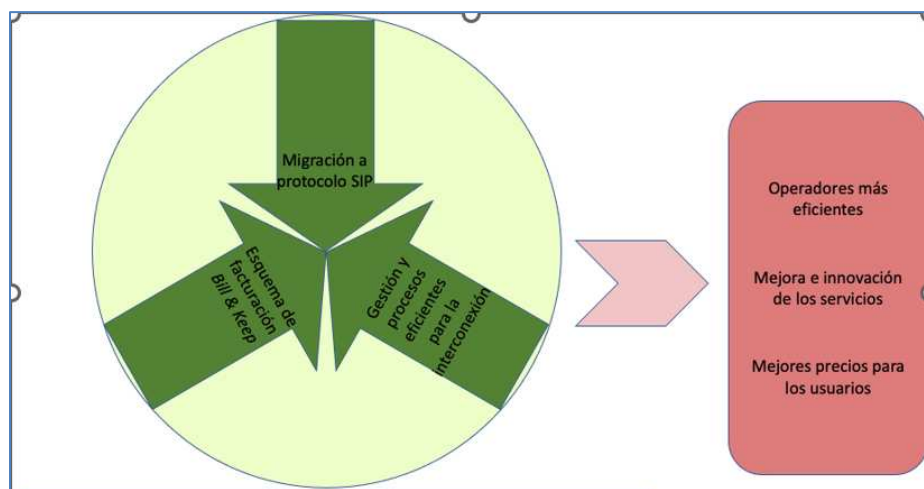 Migración a
protocolo SIP
Esquema de
facturación
Bill & Keep
Gestión y
procesos
eficientes
para la
interconexión
Operadores más
eficientes
Mejora e innovación
de los servicios
Mejores precios para
los usuarios